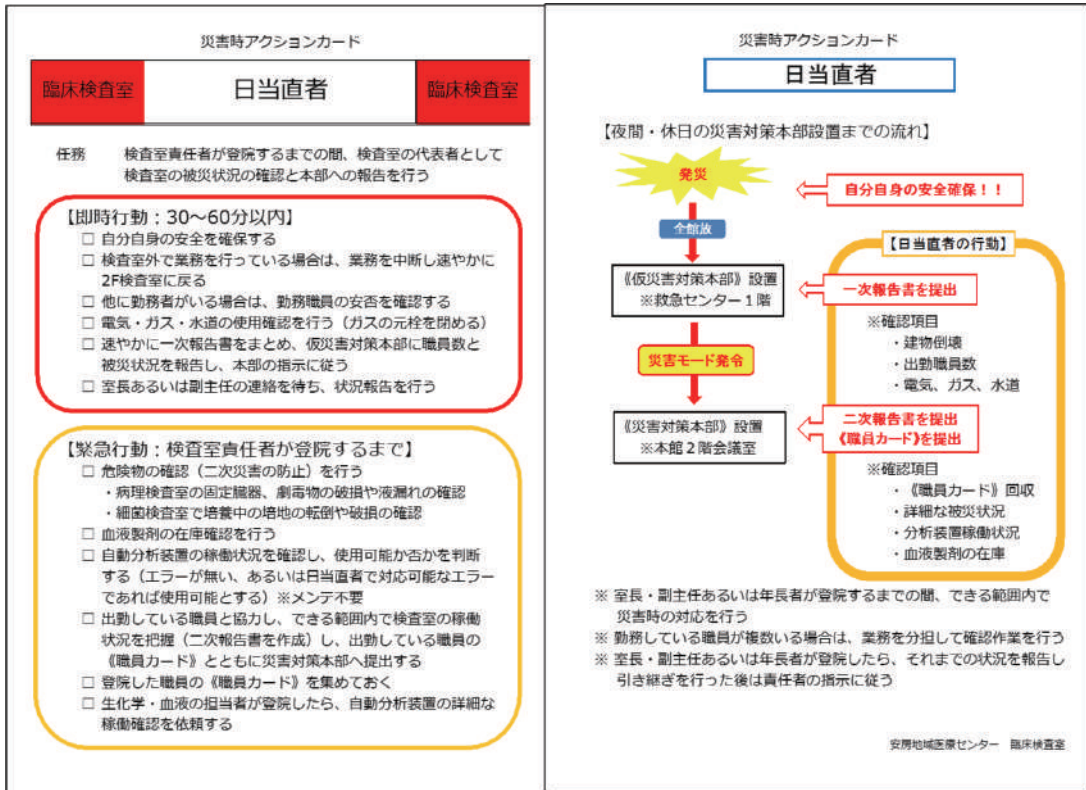 災害時アクションカード
臨床検査室
日当直者
臨床検査室
任務 検査室責任者が登院するまでの間、検査室の代表者として
検査室の被災状況の確認と本部への報告を行う
【即時行動：30～60分以内】
□ 自分自身の安全を確保する
□ 検査室外で業務を行っている場合は、業務を中断し速やかに
2F検査室に戻る
□ 他に勤務者がいる場合は、勤務職員の安否を確認する
□ 電気・ガス・水道の使用確認を行う（ガスの元栓を閉める）
□ 速やかに一次報告書をまとめ、仮災害対策本部に職員数と
被災状況を報告し、本部の指示に従う
□ 室長あるいは副主任の連絡を待ち、状況報告を行う
【緊急行動：検査室責任者が登院するまで】
□ 危険物の確認（二次災害の防止）を行う
・病理検査室の固定臓器、劇毒物の破損や液漏れの確認
・細菌検査室で培養中の培地の転倒や破損の確認
□ 血液製剤の在庫確認を行う
□ 自動分析装置の稼働状況を確認し、使用可能か否かを判断
する（エラーが無い、あるいは日当直者で対応可能なエラー
であれば使用可能とする）※メンテ不要
□ 出勤している職員と協力し、できる範囲内で検査室の稼働
状況を把握（二次報告書を作成）し、出勤している職員の
《職員カード》とともに災害対策本部へ提出する
□ 登院した職員の《職員カード》を集めておく
□ 生化学・血液の担当者が登院したら、自動分析装置の詳細な
稼働確認を依頼する
災害時アクションカード
日当直者
【夜間・休日の災害対策本部設置までの流れ】
発災
自分自身の安全確保！！
全館放
【日当直者の行動】
《仮災害対策本部》設置
※救急センター１階
一次報告書を提出
※確認項目
・建物倒壊
・出勤職員数
・電気、ガス、水道
災害モード発令
《災害対策本部》設置
※本館２階会議室
二次報告書を提出
《職員カード》を提出
※確認項目
・《職員カード》回収
・詳細な被災状況
・分析装置稼働状況
・血液製剤の在庫
※ 室長・副主任あるいは年長者が登院するまでの間、できる範囲内で
災害時の対応を行う
※ 勤務している職員が複数いる場合は、業務を分担して確認作業を行う
※ 室長・副主任あるいは年長者が登院したら、それまでの状況を報告し
引き継ぎを行った後は責任者の指示に従う
安房地域医療センター 臨床検査室